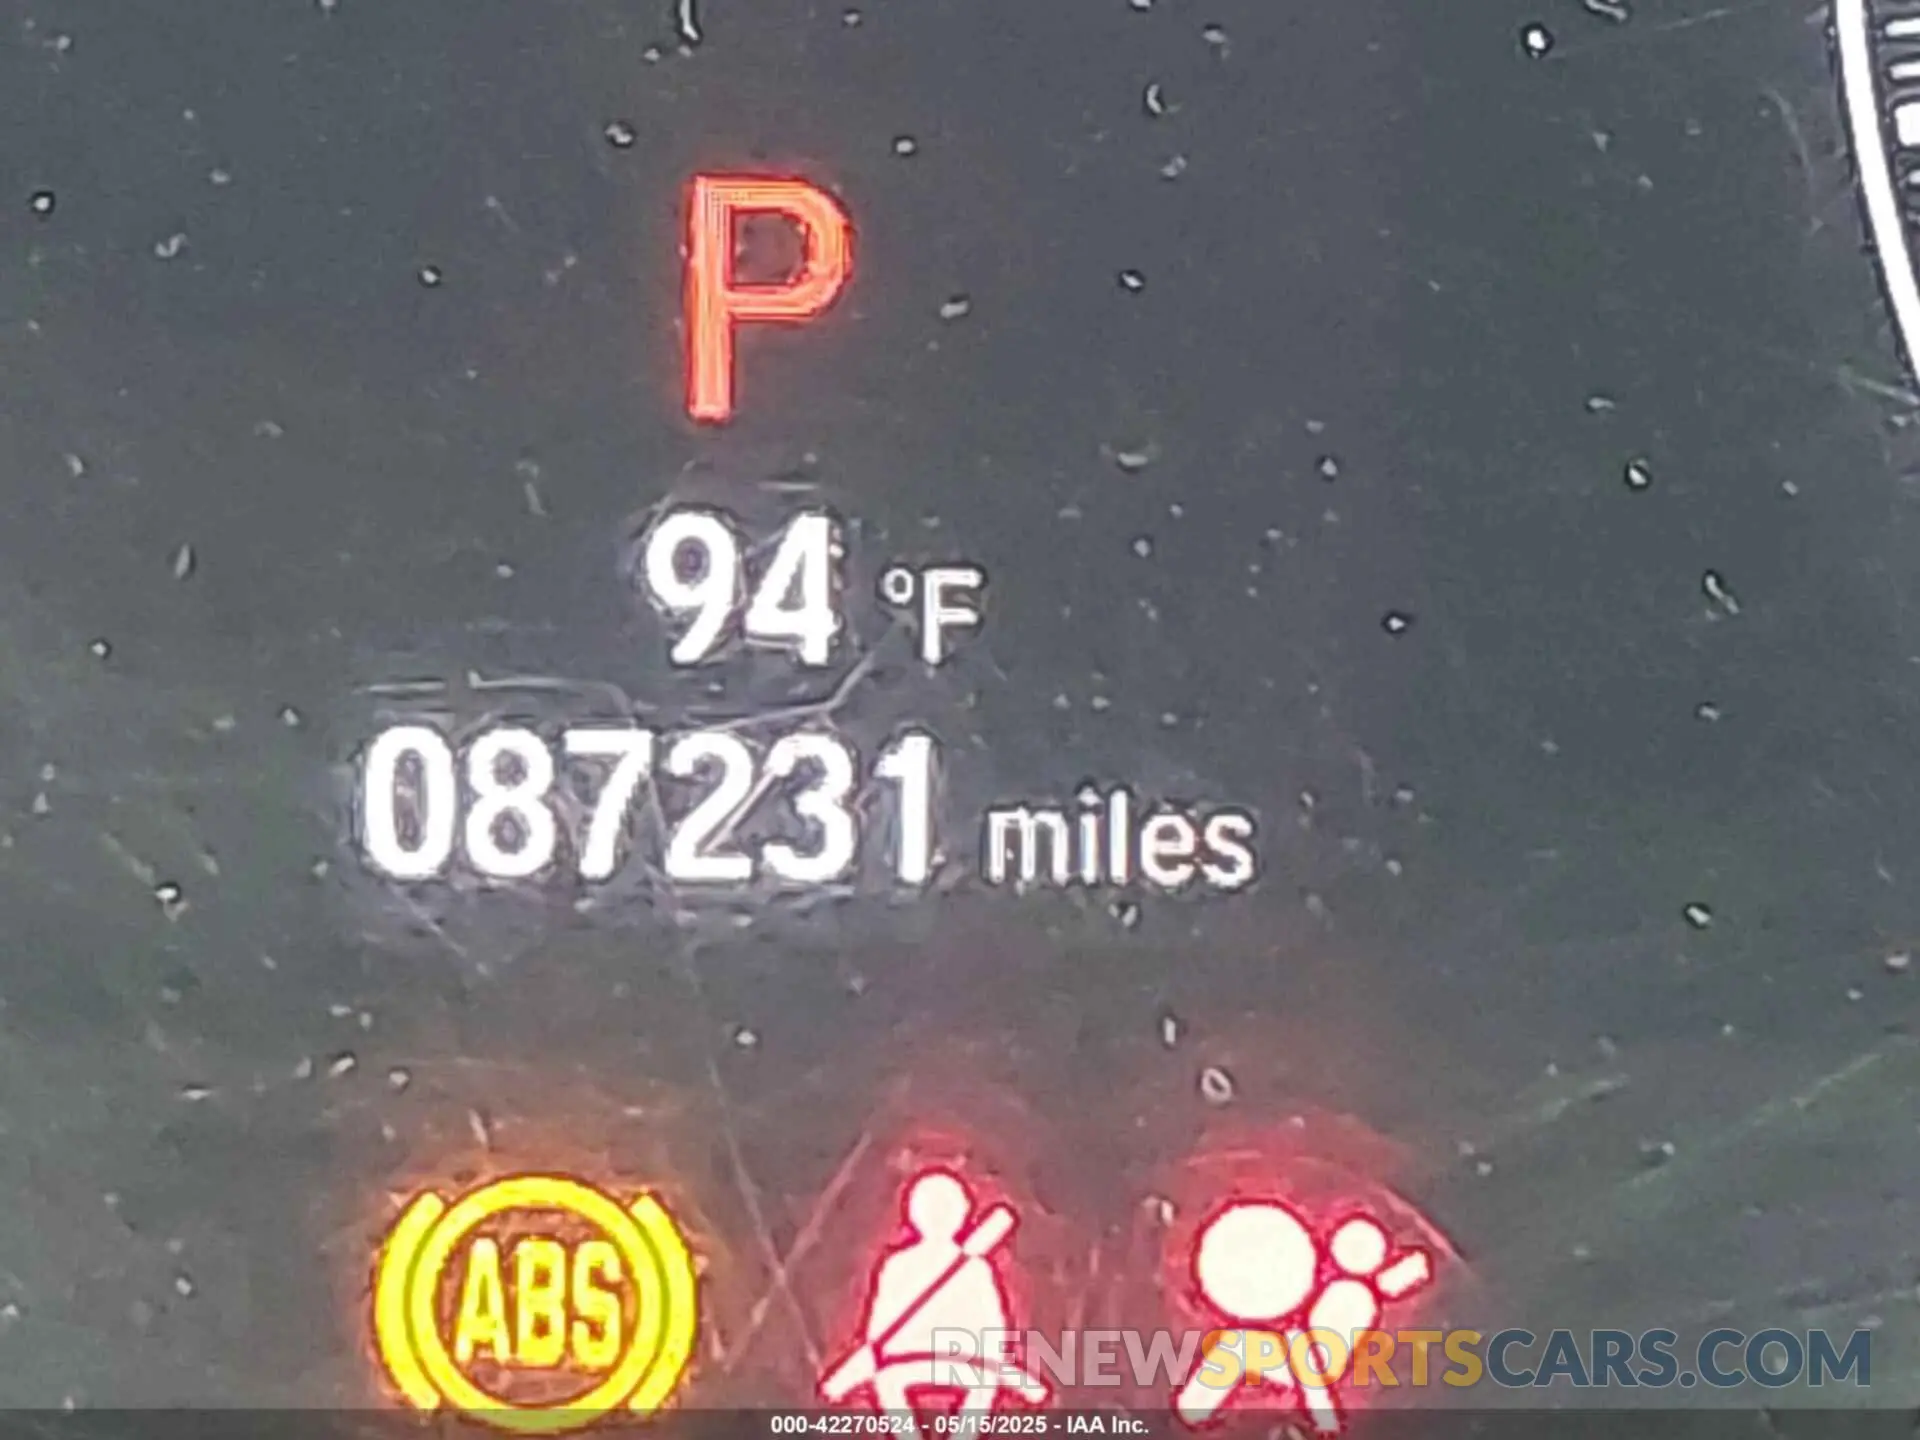 P
94 °F
087231 miles
ABS
RENEWSPORTSCARS.COM
000-42270524 - 05/15/2025 - IAA Inc.